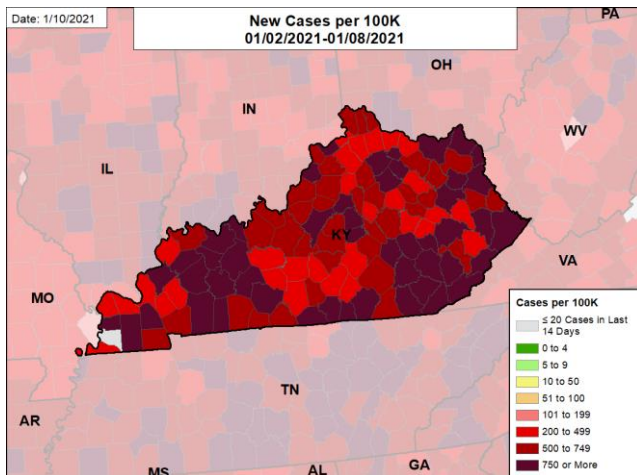 Date: 1/10/2021
New Cases per 100K
01/02/2021-01/08/2021
PA
OH
IN
WV
IL
KY
VA
MO
TN
AR
MS
AL
GA
Cases per 100K
≤ 20 Cases in Last
14 Days
0 to 4
5 to 9
10 to 50
51 to 100
101 to 199
200 to 499
500 to 749
750 or More